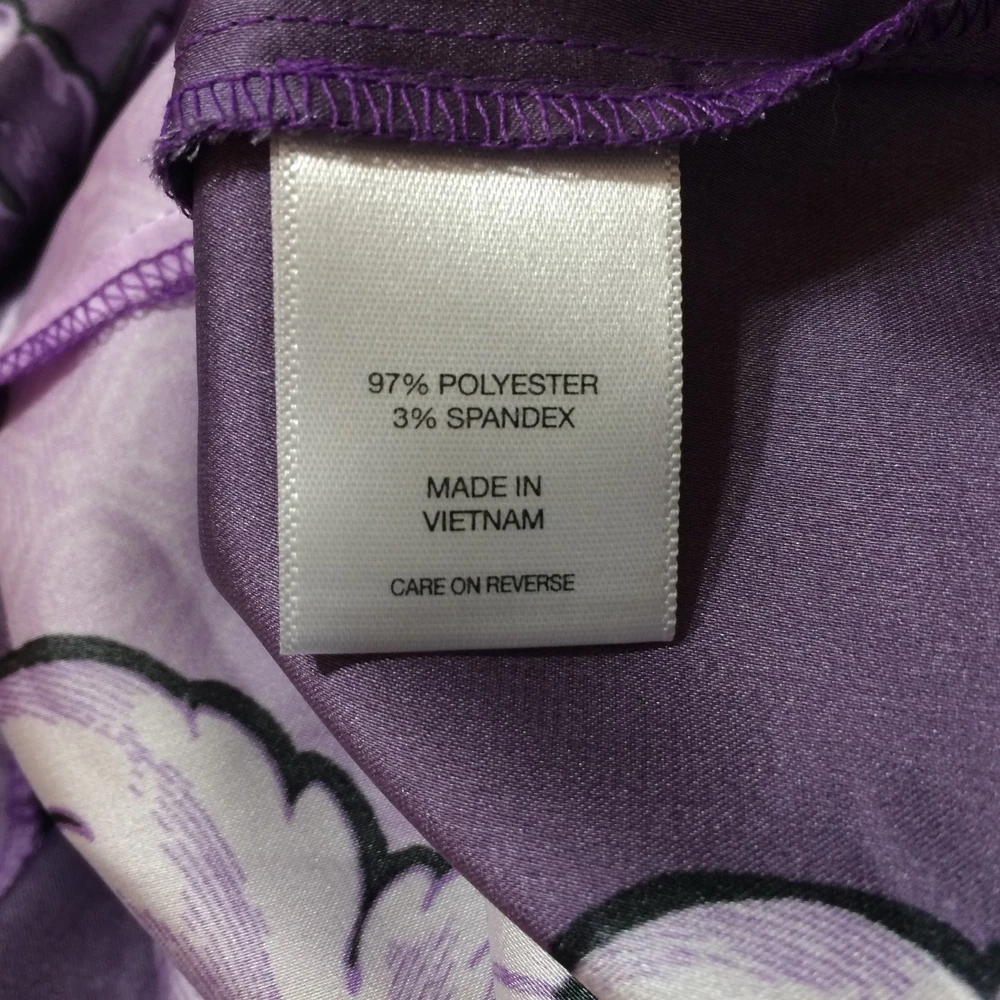 97% POLYESTER
3% SPANDEX
MADE IN
VIETNAM
CARE ON REVERSE